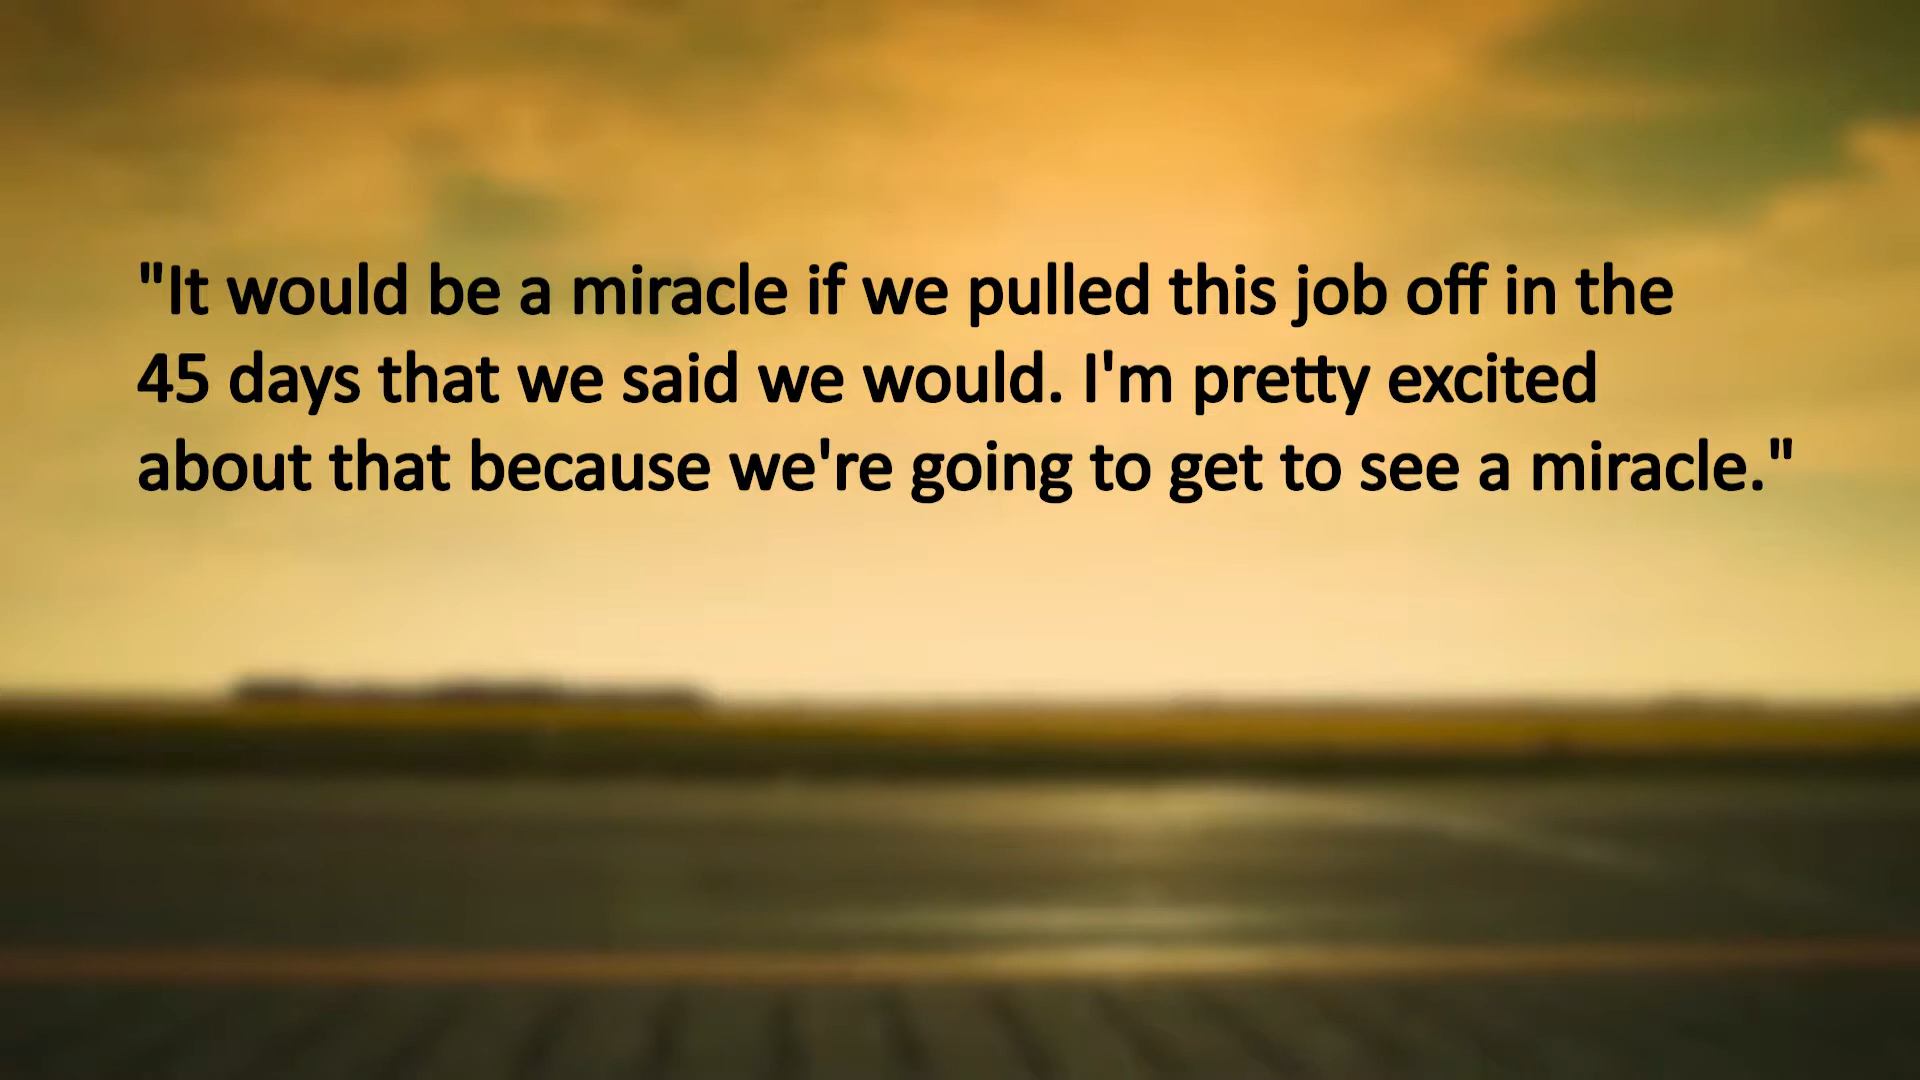 "It would be a miracle if we pulled this job off in the
45 days that we said we would. I'm pretty excited
about that because we're going to get to see a miracle."